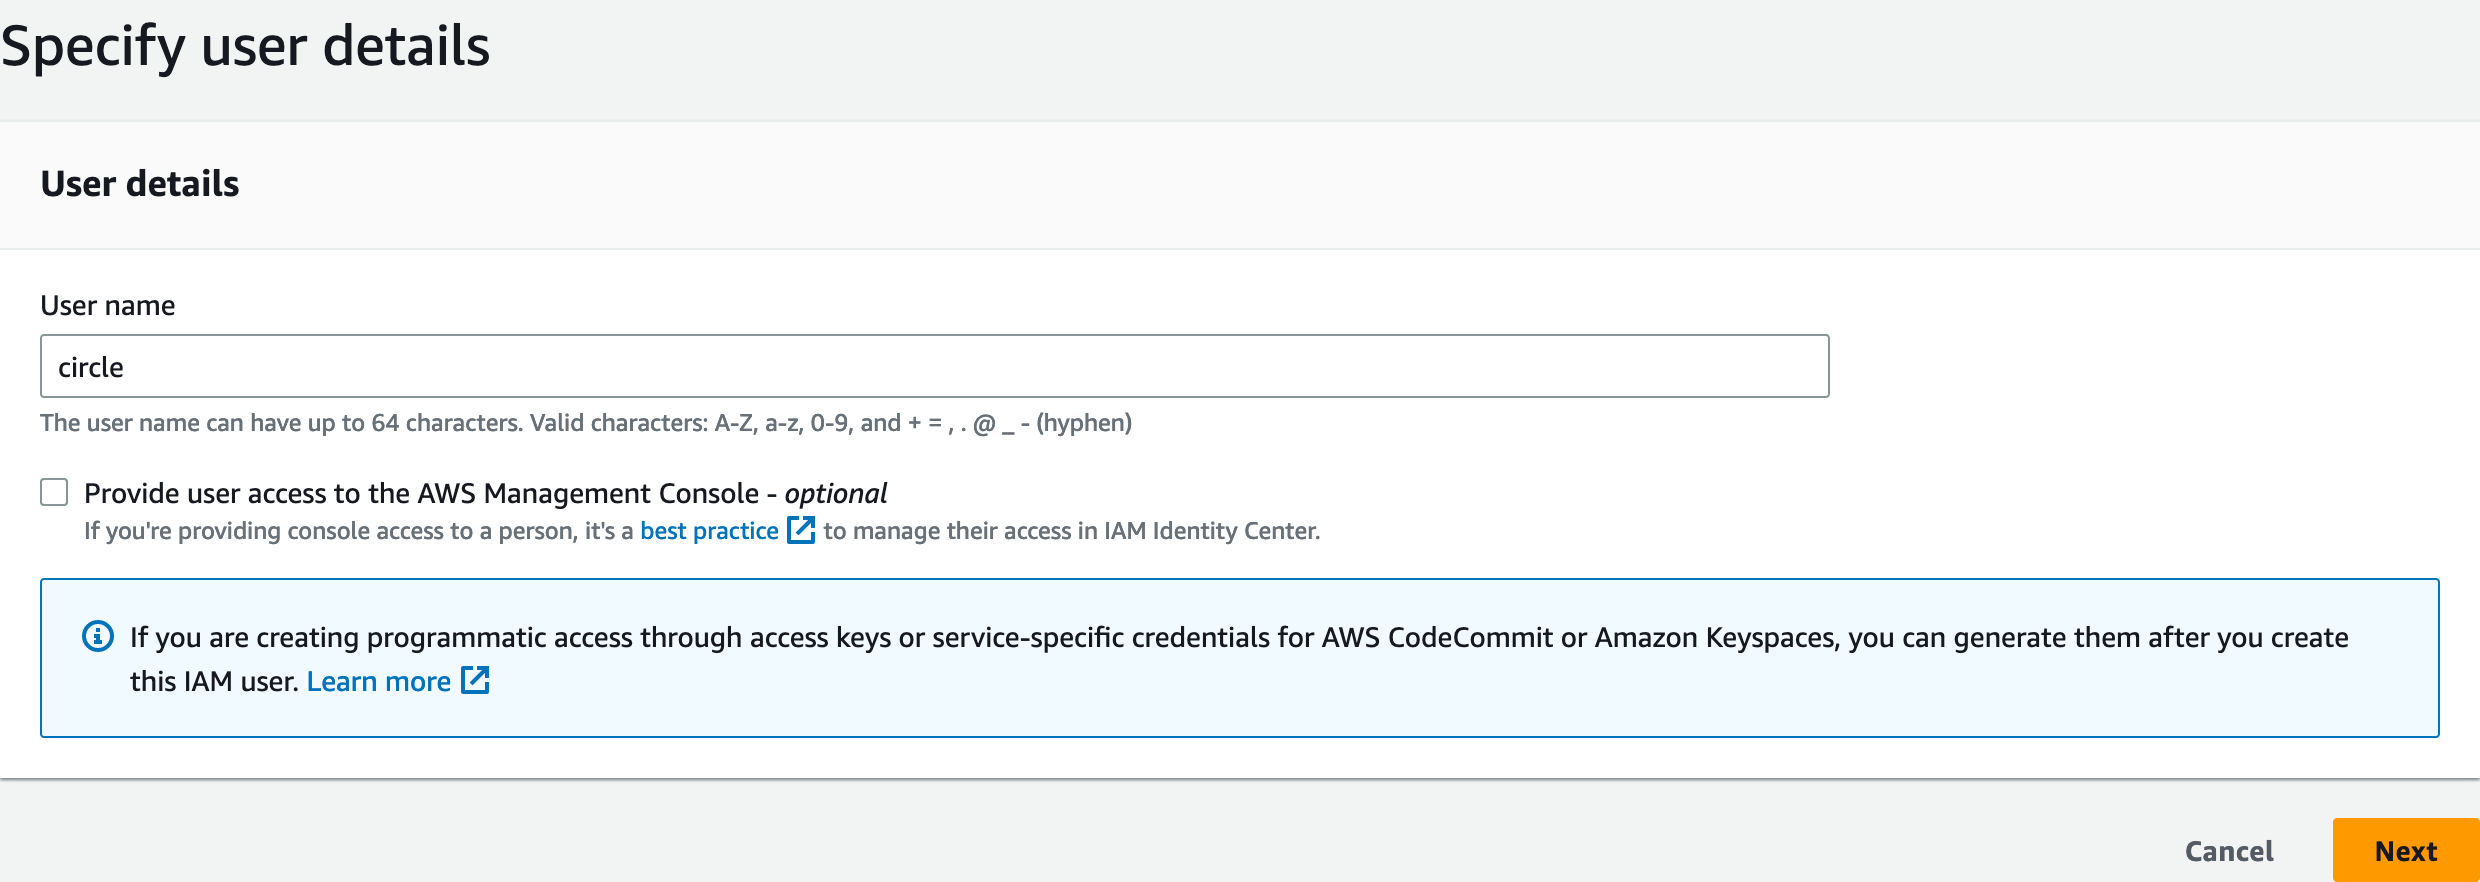 Specify user details
User details
User name
circle
The user name can have up to 64 characters. Valid characters: A-Z, a-z, 0-9, and + = , . @ _ - (hyphen)
Provide user access to the AWS Management Console - optional
If you're providing console access to a person, it's a best practice to manage their access in IAM Identity Center.
If you are creating programmatic access through access keys or service-specific credentials for AWS CodeCommit or Amazon Keyspaces, you can generate them after you create
this IAM user. Learn more
Cancel Next